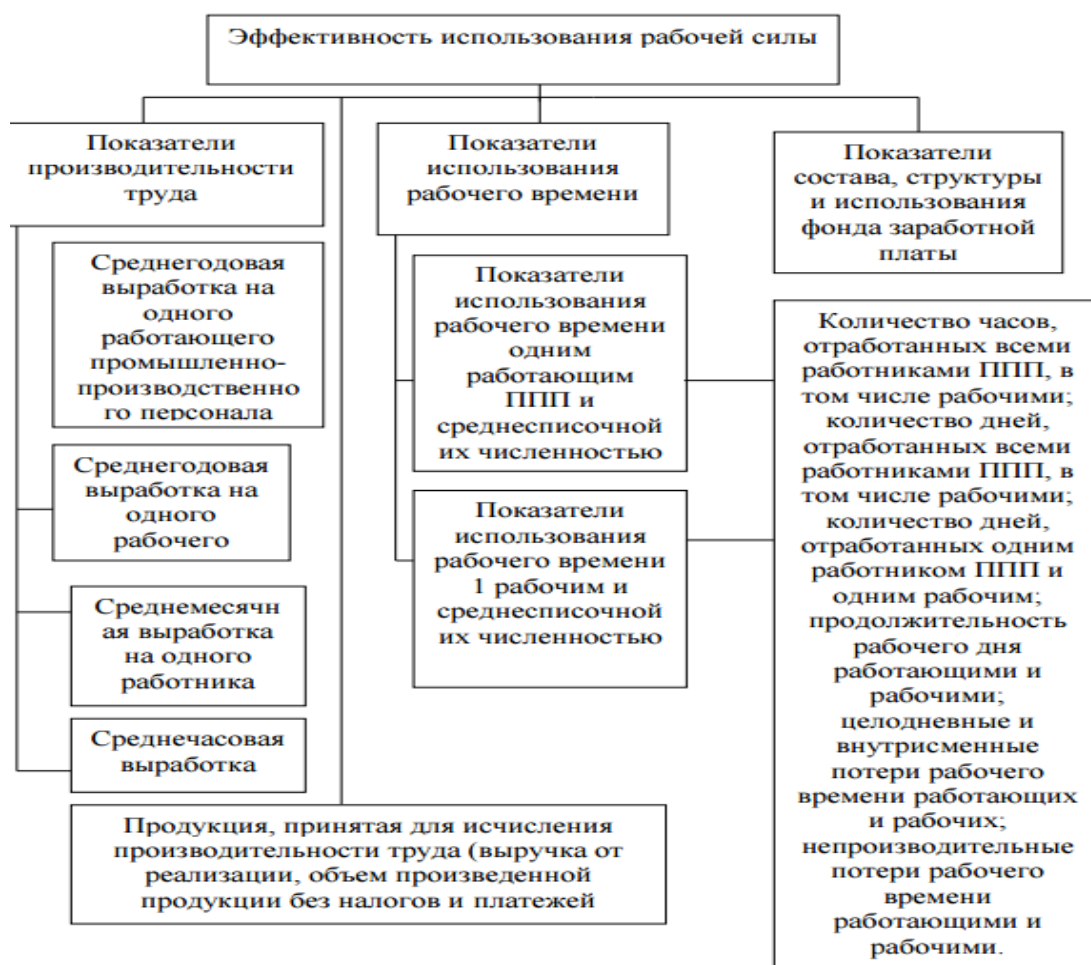 Эффективность использования рабочей силы
Показатели
производительности
труда
Показатели
использования
рабочего времени
Показатели
состава, структуры
и использования
фонда заработной
платы
Среднегодовая
выработка на
одного
работающего
промышленно-
производственно
го персонала
Среднегодовая
выработка на
одного
рабочего
Среднемесячн
ая выработка
на одного
работника
Среднечасовая
выработка
Показатели
использования
рабочего времени
одним
работающим
ППП и
среднесписочной
их численностью
Показатели
использования
рабочего времени
1 рабочим и
среднесписочной
их численностью
Количество часов,
отработанных всеми
работниками ППП, в
том числе рабочими;
количество дней,
отработанных всеми
работниками ППП, в
том числе рабочими;
количество дней,
отработанных одним
работником ППП и
одним рабочим;
продолжительность
рабочего дня
работающими и
рабочими;
целодневные и
внутрисменные
потери рабочего
времени работающих
и рабочих;
непроизводительные
потери рабочего
времени
работающими и
рабочими.
Продукция, принятая для исчисления
производительности труда (выручка от
реализации, объем произведенной
продукции без налогов и платежей